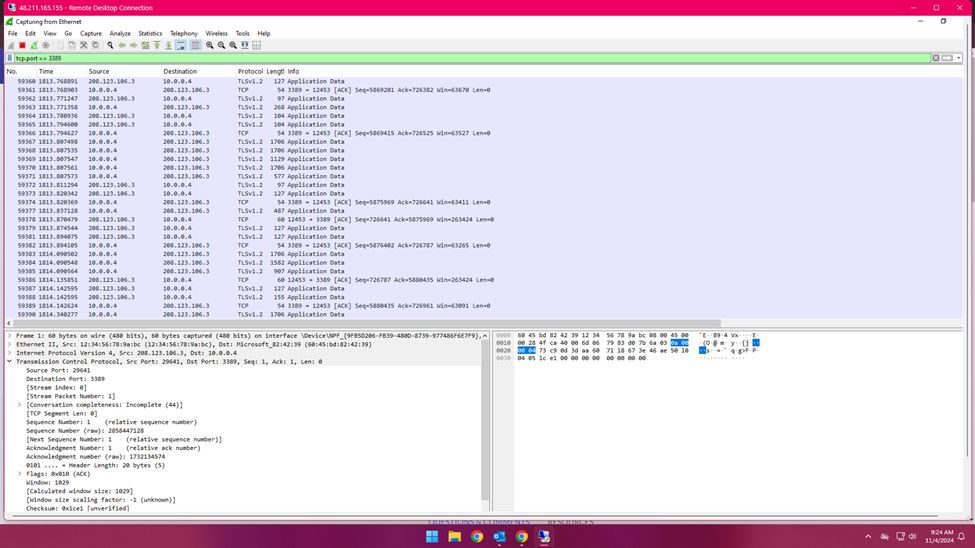 48.211.165.155 - Remote Desktop Connection
Capturing from Ethernet
File Edit View Go Capture Analyze Statistics Telephony Wireless Tools Help
tcp.port == 3389
No. Time Source Destination Protocol Lengtl Info
59360 1813.768891 208.123.106.3 10.0.0.4 TLSv1.2 127 Application Data
59361 1813.768903 10.0.0.4 208.123.106.3 TCP 54 3389 → 12453 [ACK] Seq=5869201 Ack=726382 Win=63670 Len=0
59362 1813.771247 10.0.0.4 208.123.106.3 TLSv1.2 97 Application Data
59363 1813.771358 10.0.0.4 208.123.106.3 TLSv1.2 268 Application Data
59364 1813.780936 208.123.106.3 10.0.0.4 TLSv1.2 104 Application Data
59365 1813.794600 208.123.106.3 10.0.0.4 TLSv1.2 104 Application Data
59366 1813.794627 10.0.0.4 208.123.106.3 TCP 54 3389 → 12453 [ACK] Seq=5869415 Ack=726525 Win=63527 Len=0
59367 1813.807498 10.0.0.4 208.123.106.3 TLSv1.2 1706 Application Data
59368 1813.807535 10.0.0.4 208.123.106.3 TLSv1.2 1706 Application Data
59369 1813.807547 10.0.0.4 208.123.106.3 TLSv1.2 1129 Application Data
59370 1813.807561 10.0.0.4 208.123.106.3 TLSv1.2 1706 Application Data
59371 1813.807573 10.0.0.4 208.123.106.3 TLSv1.2 577 Application Data
59372 1813.811294 10.0.0.4 208.123.106.3 TLSv1.2 97 Application Data
59373 1813.820342 208.123.106.3 10.0.0.4 TLSv1.2 127 Application Data
59374 1813.820369 10.0.0.4 208.123.106.3 TCP 54 3389 → 12453 [ACK] Seq=5875969 Ack=726641 Win=63411 Len=0
59377 1813.837128 10.0.0.4 208.123.106.3 TLSv1.2 487 Application Data
59378 1813.870479 208.123.106.3 10.0.0.4 TCP 60 12453 → 3389 [ACK] Seq=726641 Ack=5875969 Win=263424 Len=0
59379 1813.874544 208.123.106.3 10.0.0.4 TLSv1.2 127 Application Data
59381 1813.894075 208.123.106.3 10.0.0.4 TLSv1.2 127 Application Data
59382 1813.894105 10.0.0.4 208.123.106.3 TCP 54 3389 → 12453 [ACK] Seq=5876402 Ack=726787 Win=63265 Len=0
59383 1814.090502 10.0.0.4 208.123.106.3 TLSv1.2 1706 Application Data
59384 1814.090548 10.0.0.4 208.123.106.3 TLSv1.2 1582 Application Data
59385 1814.090564 10.0.0.4 208.123.106.3 TLSv1.2 907 Application Data
59386 1814.135851 208.123.106.3 10.0.0.4 TCP 60 12453 → 3389 [ACK] Seq=726787 Ack=5880435 Win=263424 Len=0
59387 1814.142595 208.123.106.3 10.0.0.4 TLSv1.2 127 Application Data
59388 1814.142595 208.123.106.3 10.0.0.4 TLSv1.2 155 Application Data
59389 1814.142624 10.0.0.4 208.123.106.3 TCP 54 3389 → 12453 [ACK] Seq=5880435 Ack=726961 Win=63091 Len=0
59390 1814.340277 10.0.0.4 208.123.106.3 TLSv1.2 1706 Application Data
Frame 1: 60 bytes on wire (480 bits), 60 bytes captured (480 bits) on interface \Device\NPF_{9FB5D206-FB39-480D-8739-977486F6E7F9},
Ethernet II, Src: 12:34:56:78:9a:bc (12:34:56:78:9a:bc), Dst: Microsoft_82:42:39 (60:45:bd:82:42:39)
Internet Protocol Version 4, Src: 208.123.106.3, Dst: 10.0.0.4
Transmission Control Protocol, Src Port: 29641, Dst Port: 3389, Seq: 1, Ack: 1, Len: 0
Source Port: 29641
Destination Port: 3389
[Stream index: 0]
[Stream Packet Number: 1]
[Conversation completeness: Incomplete (44)]
[TCP Segment Len: 0]
Sequence Number: 1 (relative sequence number)
Sequence Number (raw): 2858447128
[Next Sequence Number: 1 (relative sequence number)]
Acknowledgment Number: 1 (relative ack number)
Acknowledgment number (raw): 1732134574
0101 .... = Header Length: 20 bytes (5)
Flags: 0x010 (ACK)
Window: 1029
[Calculated window size: 1029]
[Window size scaling factor: -1 (unknown)]
Checksum: 0x1ce1 [unverified]
0000 60 45 bd 82 42 39 12 34 56 78 9a bc 08 00 45 00 `E··B9·4 Vx····E·
0010 00 28 4f ca 40 00 6d 06 79 83 d0 7b 6a 03 0a 00 ·(O·@·m· y··{j···
0020 00 04 73 c9 0d 3d aa 60 71 18 67 3e 46 ae 50 10 ··s··=·` q·g>F·P·
0030 04 05 1c e1 00 00 00 00 00 00 00 00 ········ ····
QUESTIONS & COMMENTS RESOURCES
9:24 AM
11/4/2024